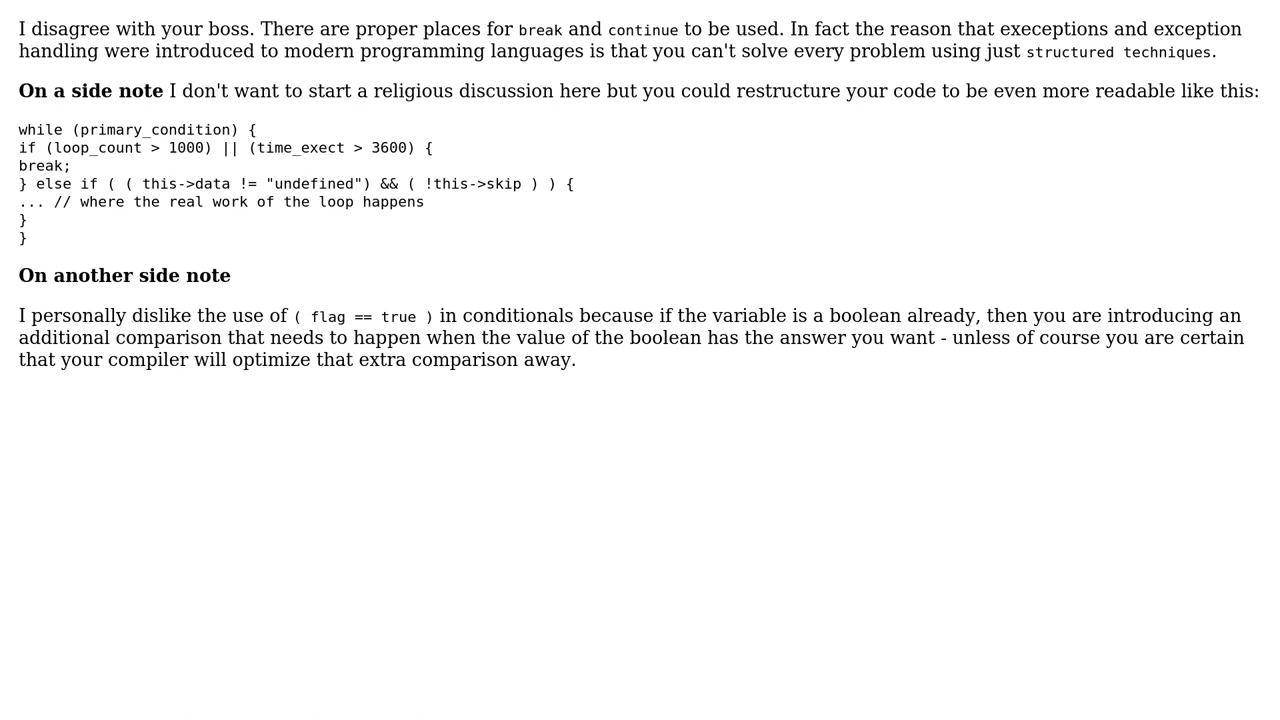 I disagree with your boss. There are proper places for break and continue to be used. In fact the reason that execeptions and exception
handling were introduced to modern programming languages is that you can't solve every problem using just structured techniques.
On a side note I don't want to start a religious discussion here but you could restructure your code to be even more readable like this:
while (primary_condition) {
if (loop_count > 1000) || (time_exect > 3600) {
break;
} else if ( ( this->data != "undefined") && ( !this->skip ) ) {
... // where the real work of the loop happens
}
}
On another side note
I personally dislike the use of ( flag == true ) in conditionals because if the variable is a boolean already, then you are introducing an
additional comparison that needs to happen when the value of the boolean has the answer you want - unless of course you are certain
that your compiler will optimize that extra comparison away.